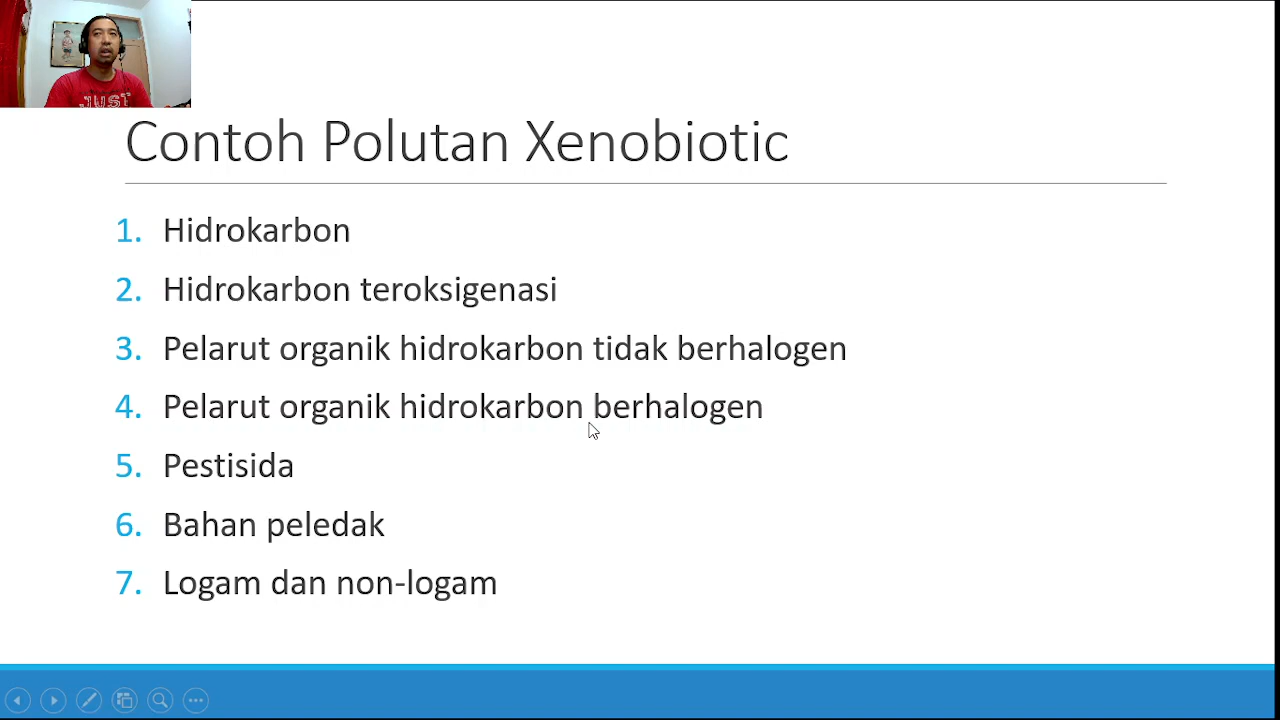 JUST
Contoh Polutan Xenobiotic
1. Hidrokarbon
2. Hidrokarbon teroksigenasi
3. Pelarut organik hidrokarbon tidak berhalogen
4. Pelarut organik hidrokarbon berhalogen
5. Pestisida
6. Bahan peledak
7. Logam dan non-logam